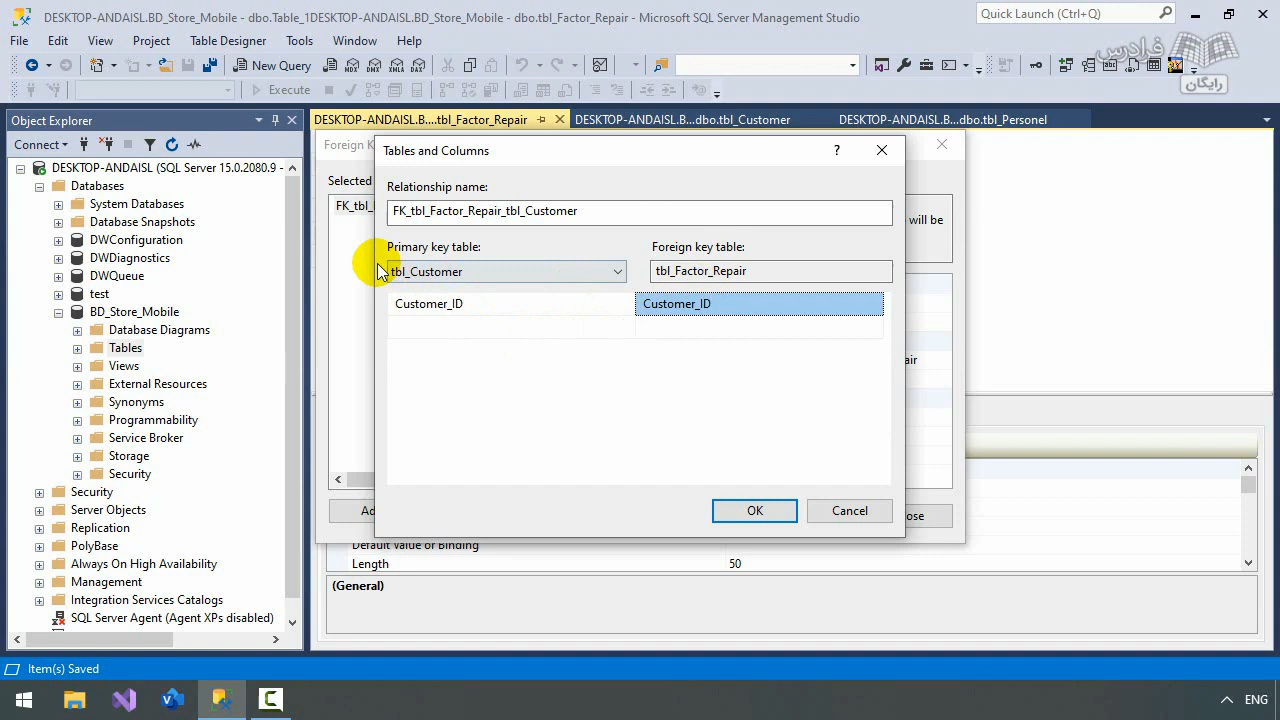 DESKTOP-ANDAISL.BD_Store_Mobile - dbo.Table_1DESKTOP-ANDAISL.BD_Store_Mobile - dbo.tbl_Factor_Repair - Microsoft SQL Server Management Studio
Quick Launch (Ctrl+Q)
File Edit View Project Table Designer Tools Window Help
فرادرس
رایگان
New Query
MDX DMX XMLA DAX
Execute
Object Explorer
DESKTOP-ANDAISL.B...tbl_Factor_Repair
DESKTOP-ANDAISL.B...dbo.tbl_Customer
DESKTOP-ANDAISL.B...dbo.tbl_Personel
Connect
DESKTOP-ANDAISL (SQL Server 15.0.2080.9 -
Databases
System Databases
Database Snapshots
DWConfiguration
DWDiagnostics
DWQueue
test
BD_Store_Mobile
Database Diagrams
Tables
Views
External Resources
Synonyms
Programmability
Service Broker
Storage
Security
Security
Server Objects
Replication
PolyBase
Always On High Availability
Management
Integration Services Catalogs
SQL Server Agent (Agent XPs disabled)
Foreign K
Selected
FK_tbl_
Tables and Columns
?
Relationship name:
FK_tbl_Factor_Repair_tbl_Customer
e will be
Primary key table:
Foreign key table:
tbl_Customer
tbl_Factor_Repair
Customer_ID
Customer_ID
air
Ad
OK
Cancel
ose
Default Value or Binding
Length
50
(General)
Item(s) Saved
ENG